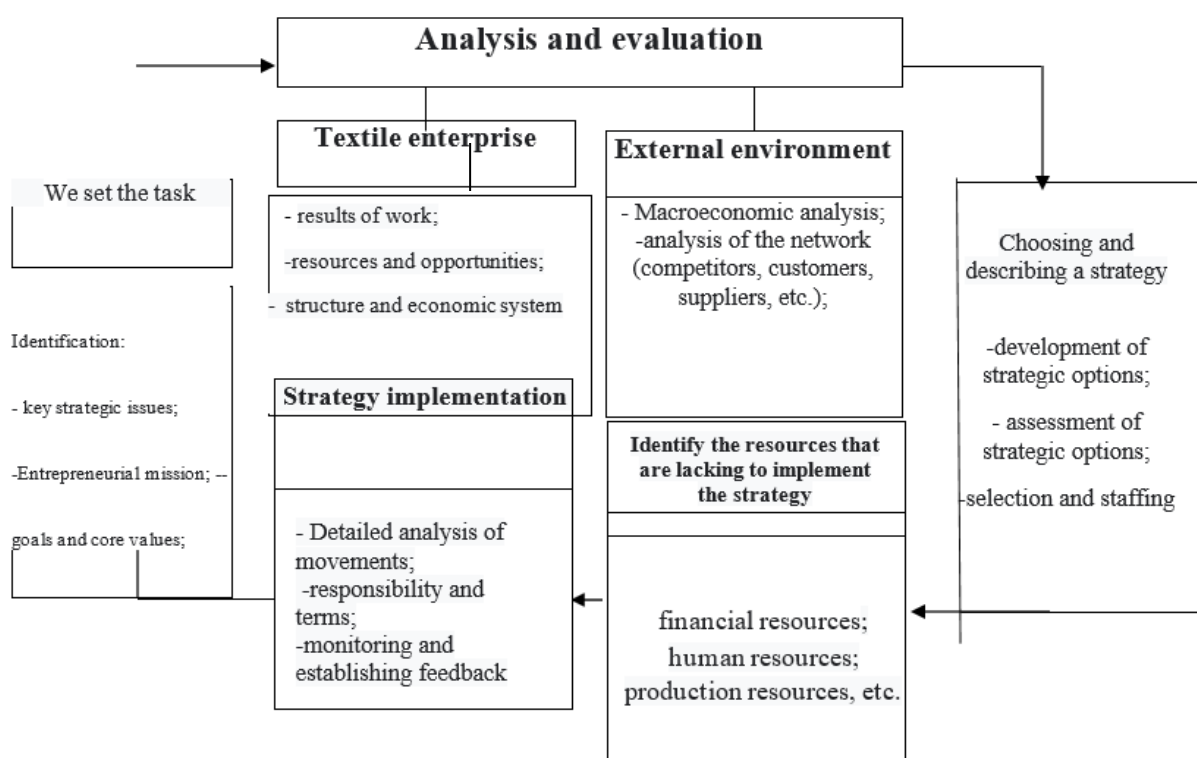 Analysis and evaluation
Textile enterprise
External environment
We set the task
- results of work;
-resources and opportunities;
- structure and economic system
- Macroeconomic analysis;
-analysis of the network
(competitors, customers,
suppliers, etc.);
Choosing and
describing a strategy
-development of
strategic options;
- assessment of
strategic options;
-selection and staffing
Identification:
- key strategic issues;
-Entrepreneurial mission; --
goals and core values;
Strategy implementation
- Detailed analysis of
movements;
-responsibility and
terms;
-monitoring and
establishing feedback
Identify the resources that
are lacking to implement
the strategy
financial resources;
human resources;
production resources, etc.